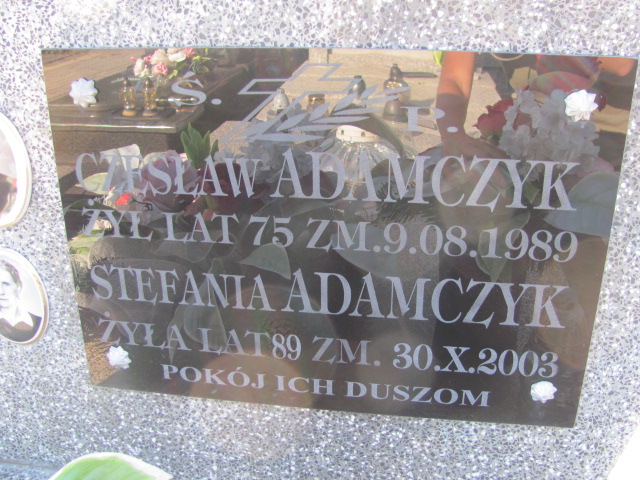 Ś. P.
CZESŁAW ADAMCZYK
ŻYŁ LAT 75 ZM.9.08.1989
STEFANIA ADAMCZYK
ŻYŁA LAT 89 ZM. 30.X.2003
POKÓJ ICH DUSZOM